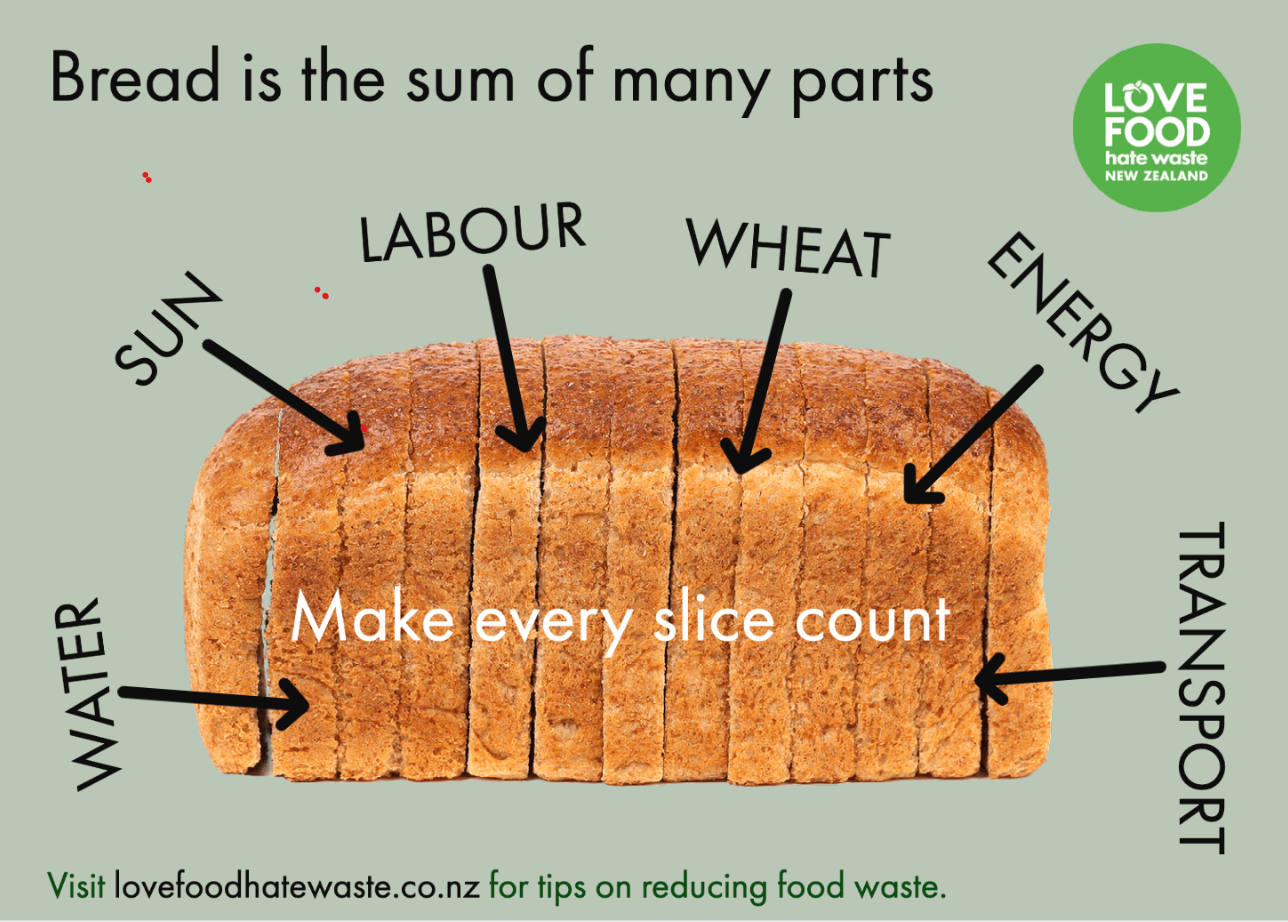 Bread is the sum of many parts
LOVE
FOOD
hate waste
NEW ZEALAND
SUN
LABOUR
WHEAT
ENERGY
WATER
TRANSPORT
Make every slice count
Visit lovefoodhatewaste.co.nz for tips on reducing food waste.